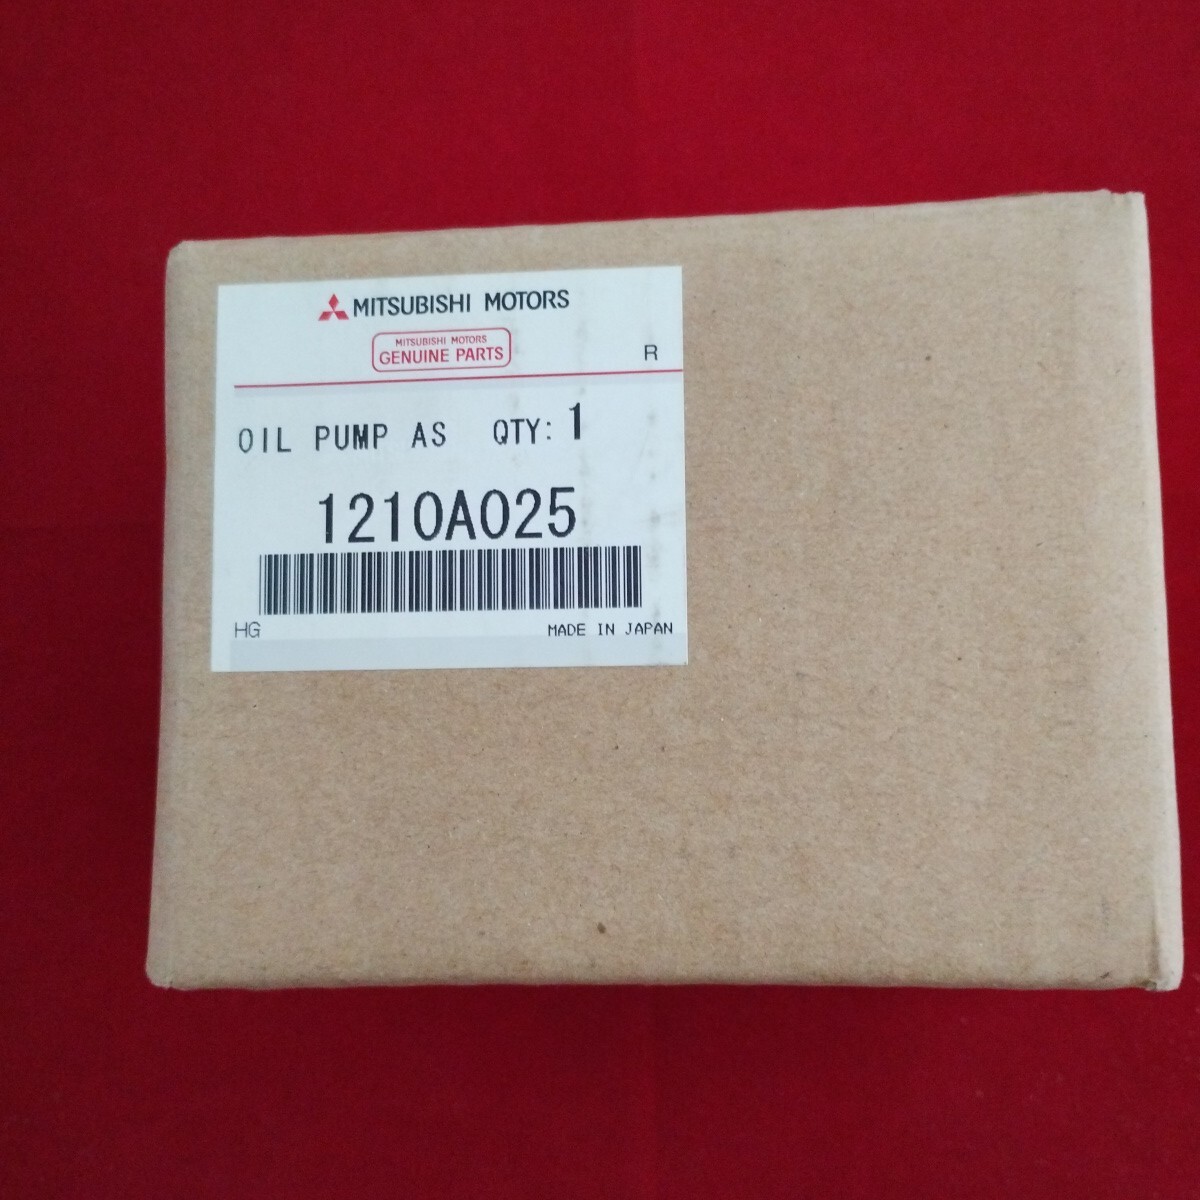 MITSUBISHI MOTORS
MITSUBISHI MOTORS
GENUINE PARTS
R
OIL PUMP AS QTY: 1
1210A025
HG MADE IN JAPAN